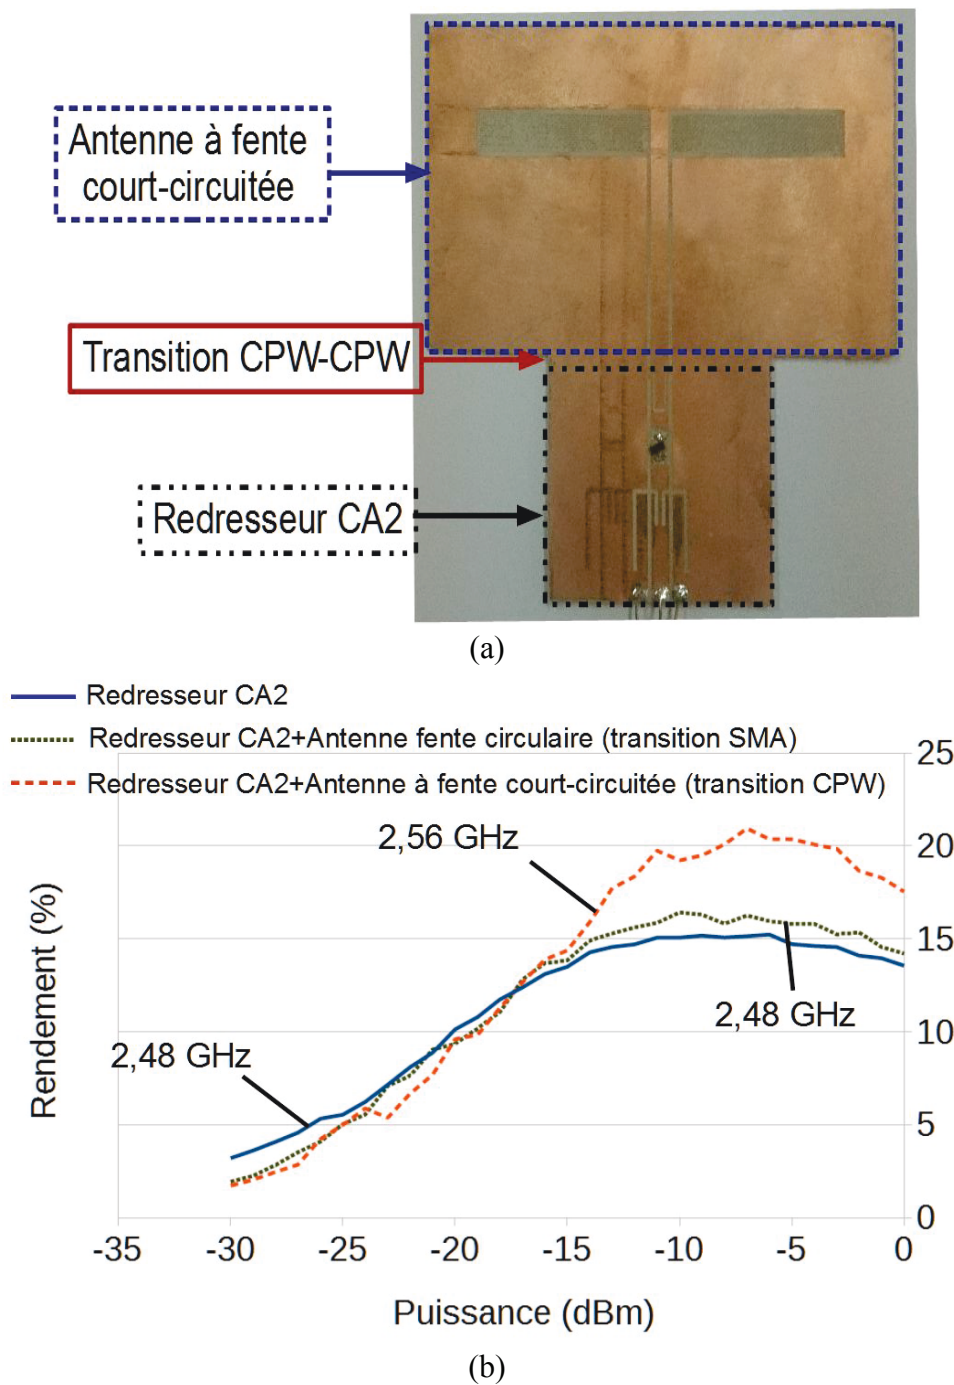 Antenne à fente
court-circuitée
Transition CPW-CPW
Redresseur CA2
(a)
Redresseur CA2
Redresseur CA2+Antenne fente circulaire (transition SMA)
Redresseur CA2+Antenne à fente court-circuitée (transition CPW)
25
20
15
10
5
0
2,56 GHz
2,48 GHz
2,48 GHz
Rendement (%)
-35 -30 -25 -20 -15 -10 -5 0
Puissance (dBm)
(b)